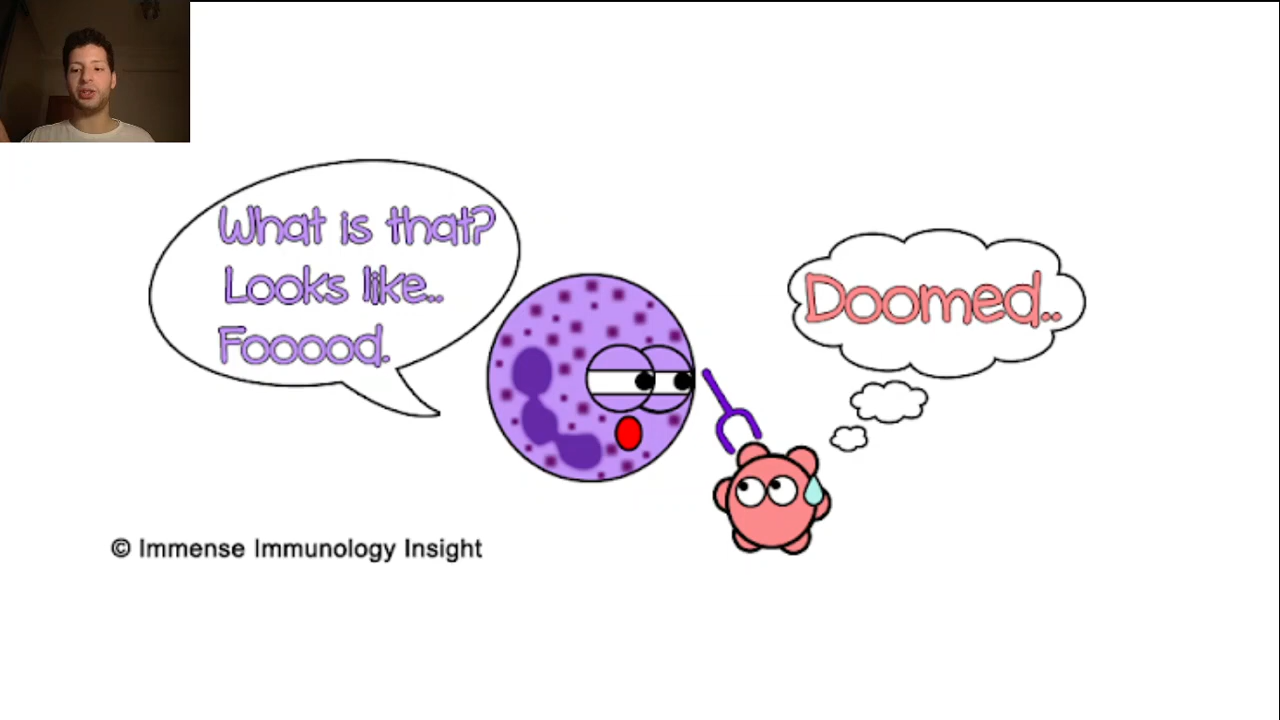 What is that?
Looks like..
Fooood.
Doomed..
© Immense Immunology Insight